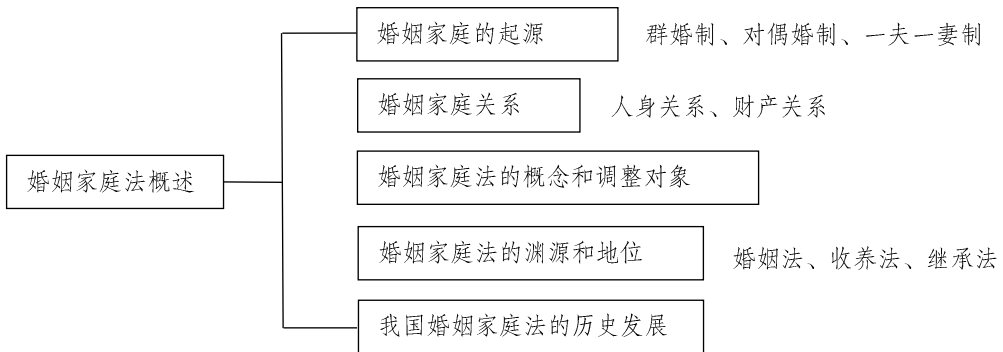 婚姻家庭的起源
群婚制、对偶婚制、一夫一妻制
婚姻家庭关系
人身关系、财产关系
婚姻家庭法概述
婚姻家庭法的概念和调整对象
婚姻家庭法的渊源和地位
婚姻法、收养法、继承法
我国婚姻家庭法的历史发展